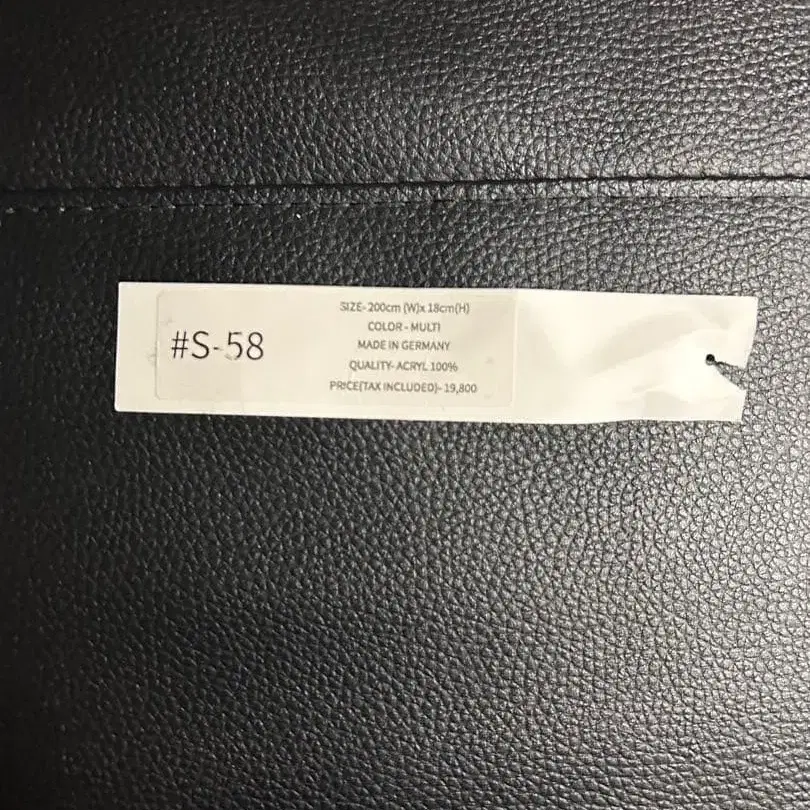 #S-58
SIZE- 200cm (W)x 18cm(H)
COLOR - MULTI
MADE IN GERMANY
QUALITY- ACRYL 100%
PRICE(TAX INCLUDED)- 19,800